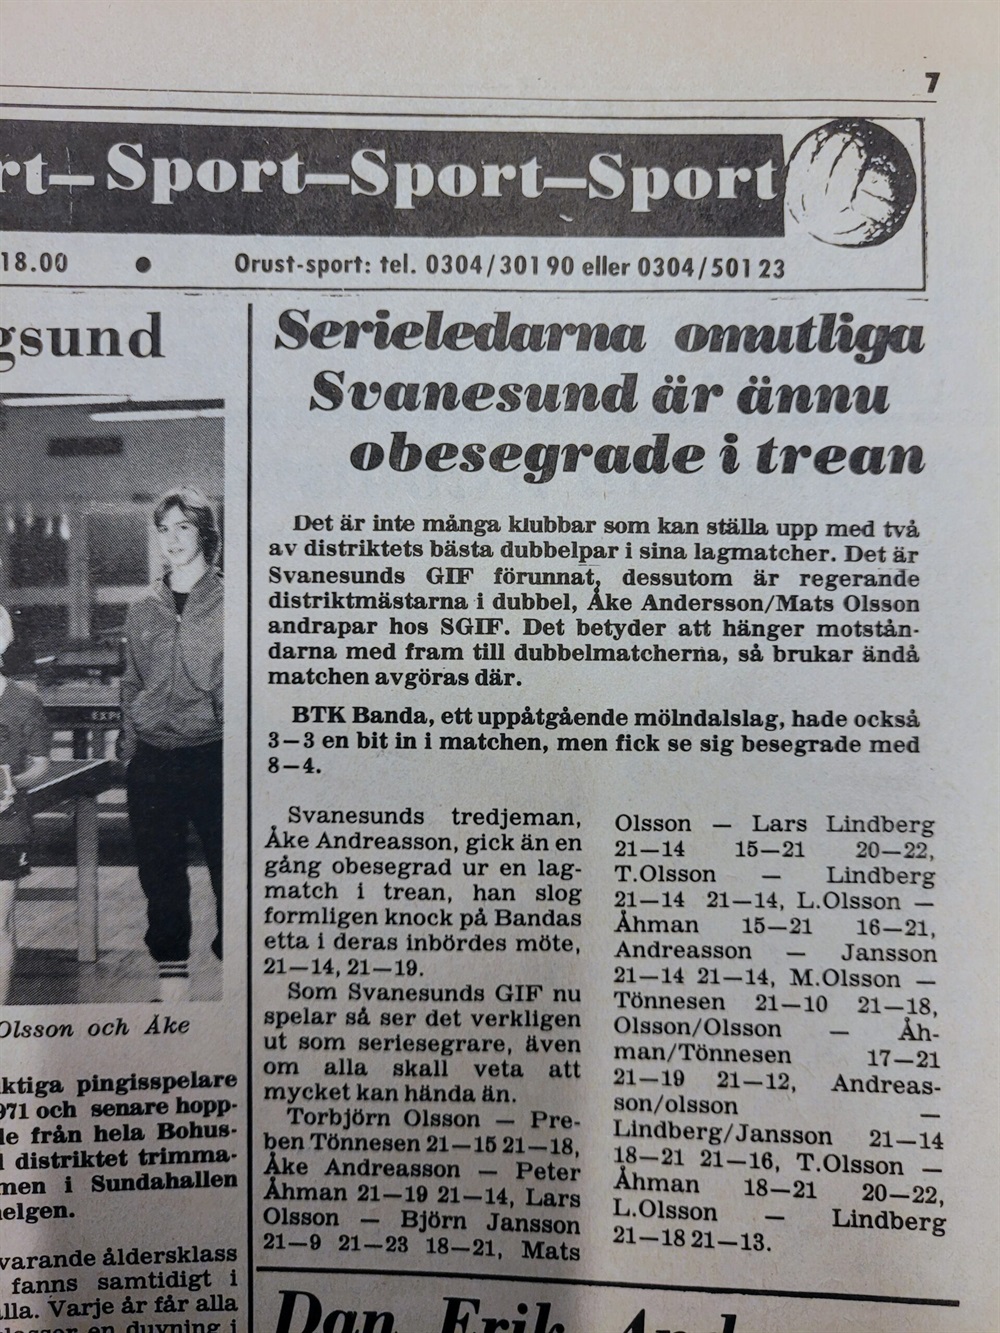 7
rt—Sport—Sport—Sport
18.00 ● Orust-sport: tel. 0304/301 90 eller 0304/501 23
gsund
EXP
Olsson och Åke
ktiga pingisspelare
971 och senare hopp-
de från hela Bohus-
l distriktet trimma-
men i Sundahallen
elgen.
varande åldersklass
fanns samtidigt i
lla. Varje år får alla
en duvning i
Serieledarna omutliga
Svanesund är ännu
obesegrade i trean
Det är inte många klubbar som kan ställa upp med två
av distriktets bästa dubbelpar i sina lagmatcher. Det är
Svanesunds GIF förunnat, dessutom är regerande
distriktmästarna i dubbel, Åke Andersson/Mats Olsson
andrapar hos SGIF. Det betyder att hänger motstån-
darna med fram till dubbelmatcherna, så brukar ändå
matchen avgöras där.
BTK Banda, ett uppåtgående mölndalslag, hade också
3—3 en bit in i matchen, men fick se sig besegrade med
8—4.
Svanesunds tredjeman,
Åke Andreasson, gick än en
gång obesegrad ur en lag-
match i trean, han slog
formligen knock på Bandas
etta i deras inbördes möte,
21—14, 21—19.
Som Svanesunds GIF nu
spelar så ser det verkligen
ut som seriesegrare, även
om alla skall veta att
mycket kan hända än.
Torbjörn Olsson — Pre-
ben Tönnesen 21—15 21—18,
Åke Andreasson — Peter
Åhman 21—19 21—14, Lars
Olsson — Björn Jansson
21—9 21—23 18—21, Mats
Olsson — Lars Lindberg
21—14 15—21 20—22,
T.Olsson — Lindberg
21—14 21—14, L.Olsson —
Åhman 15—21 16—21,
Andreasson — Jansson
21—14 21—14, M.Olsson —
Tönnesen 21—10 21—18,
Olsson/Olsson — Åh-
man/Tönnesen 17—21
21—19 21—12, Andreas-
son/olsson —
Lindberg/Jansson 21—14
18—21 21—16, T.Olsson —
Åhman 18—21 20—22,
L.Olsson — Lindberg
21—18 21—13.
Dan Erik